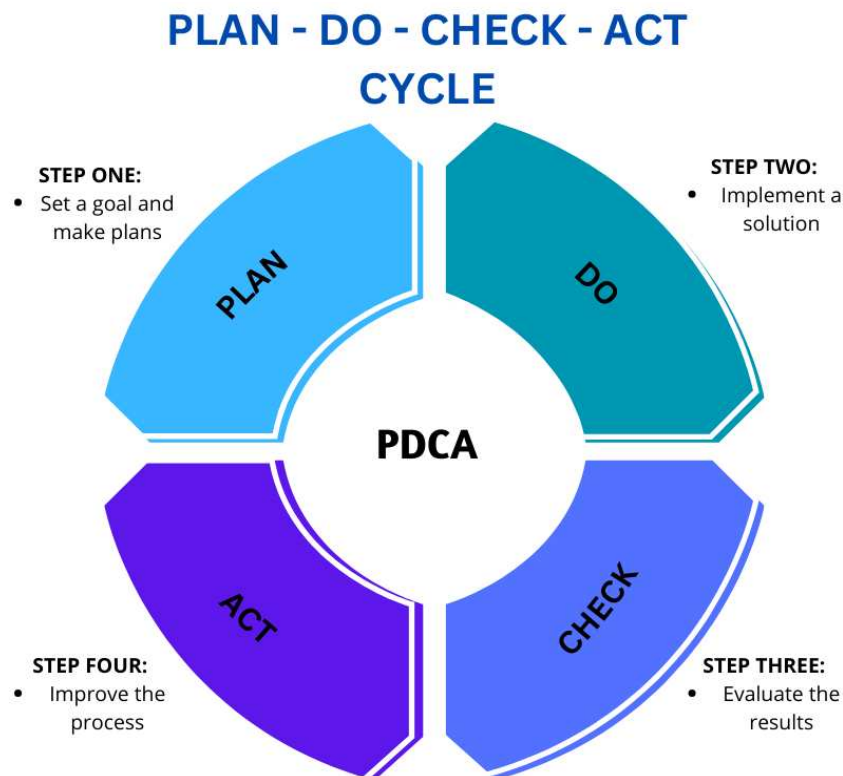 PLAN - DO - CHECK - ACT
CYCLE
STEP ONE:
• Set a goal and
make plans
STEP TWO:
• Implement a
solution
PLAN
DO
PDCA
ACT
CHECK
STEP FOUR:
• Improve the
process
STEP THREE:
• Evaluate the
results